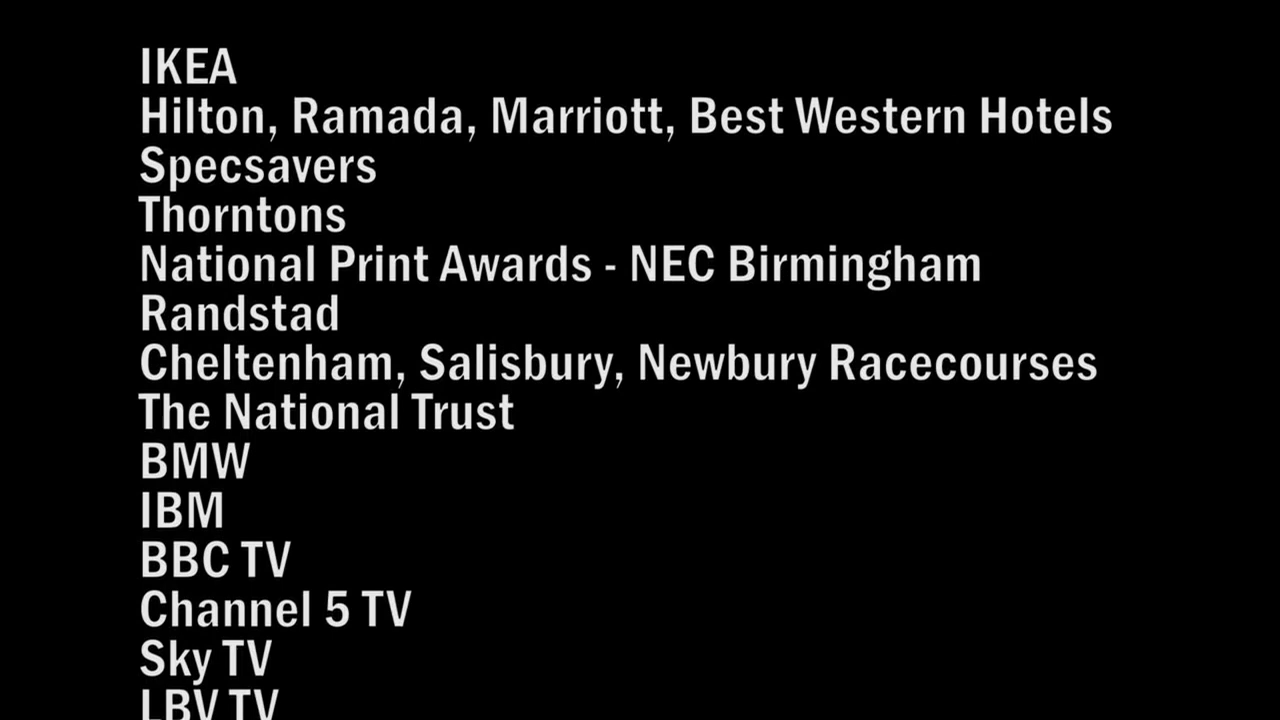 IKEA
Hilton, Ramada, Marriott, Best Western Hotels
Specsavers
Thorntons
National Print Awards - NEC Birmingham
Randstad
Cheltenham, Salisbury, Newbury Racecourses
The National Trust
BMW
IBM
BBC TV
Channel 5 TV
Sky TV
LBV TV